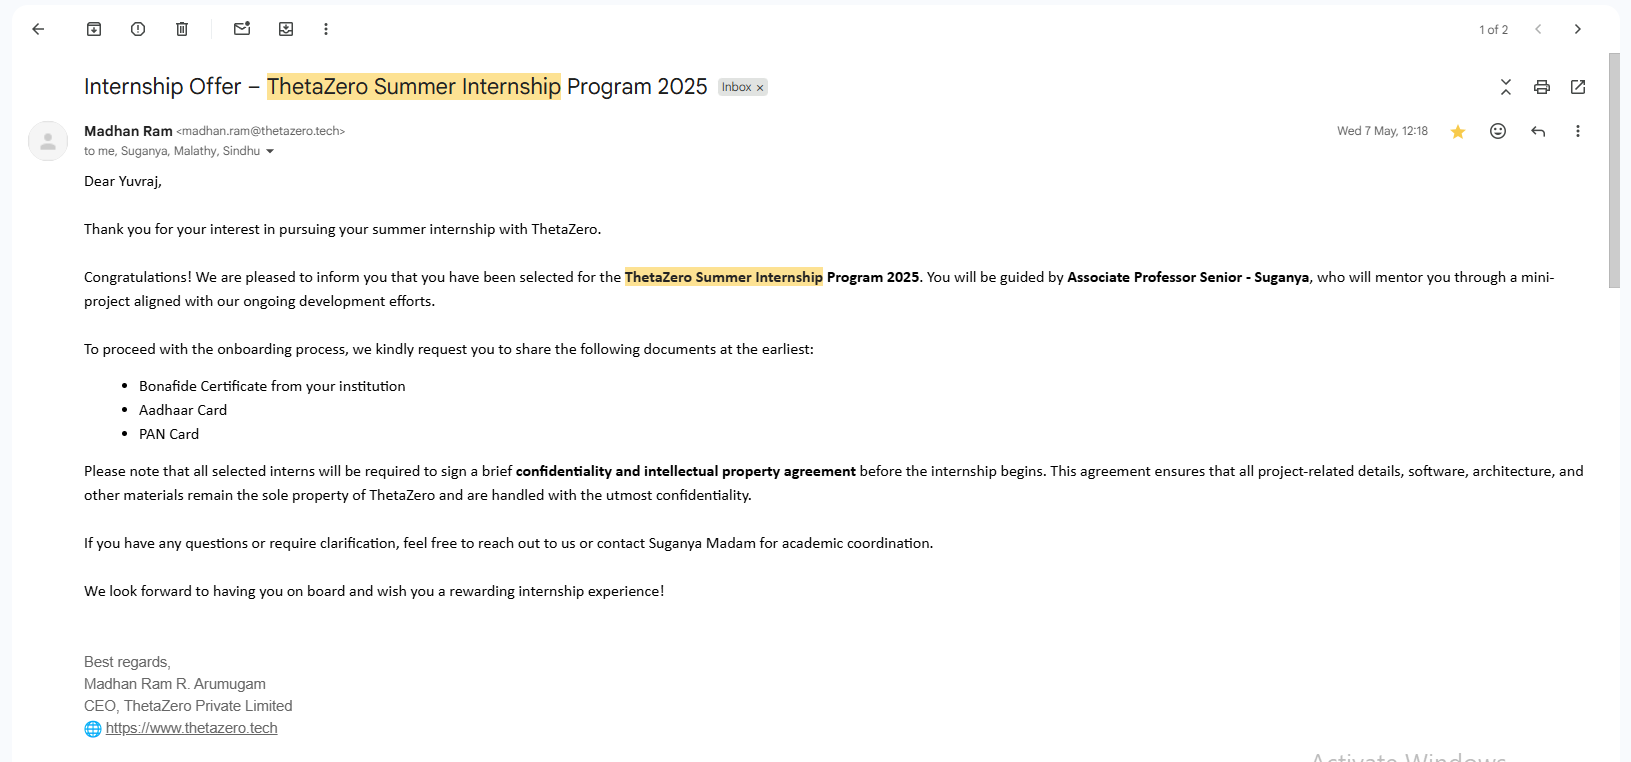 1 of 2
Internship Offer – ThetaZero Summer Internship Program 2025 Inbox ×
Madhan Ram <madhan.ram@thetazero.tech> Wed 7 May, 12:18
to me, Suganya, Malathy, Sindhu
Dear Yuvraj,
Thank you for your interest in pursuing your summer internship with ThetaZero.
Congratulations! We are pleased to inform you that you have been selected for the ThetaZero Summer Internship Program 2025. You will be guided by Associate Professor Senior - Suganya, who will mentor you through a mini-
project aligned with our ongoing development efforts.
To proceed with the onboarding process, we kindly request you to share the following documents at the earliest:
• Bonafide Certificate from your institution
• Aadhaar Card
• PAN Card
Please note that all selected interns will be required to sign a brief confidentiality and intellectual property agreement before the internship begins. This agreement ensures that all project-related details, software, architecture, and
other materials remain the sole property of ThetaZero and are handled with the utmost confidentiality.
If you have any questions or require clarification, feel free to reach out to us or contact Suganya Madam for academic coordination.
We look forward to having you on board and wish you a rewarding internship experience!
Best regards,
Madhan Ram R. Arumugam
CEO, ThetaZero Private Limited
https://www.thetazero.tech
Activate Windows